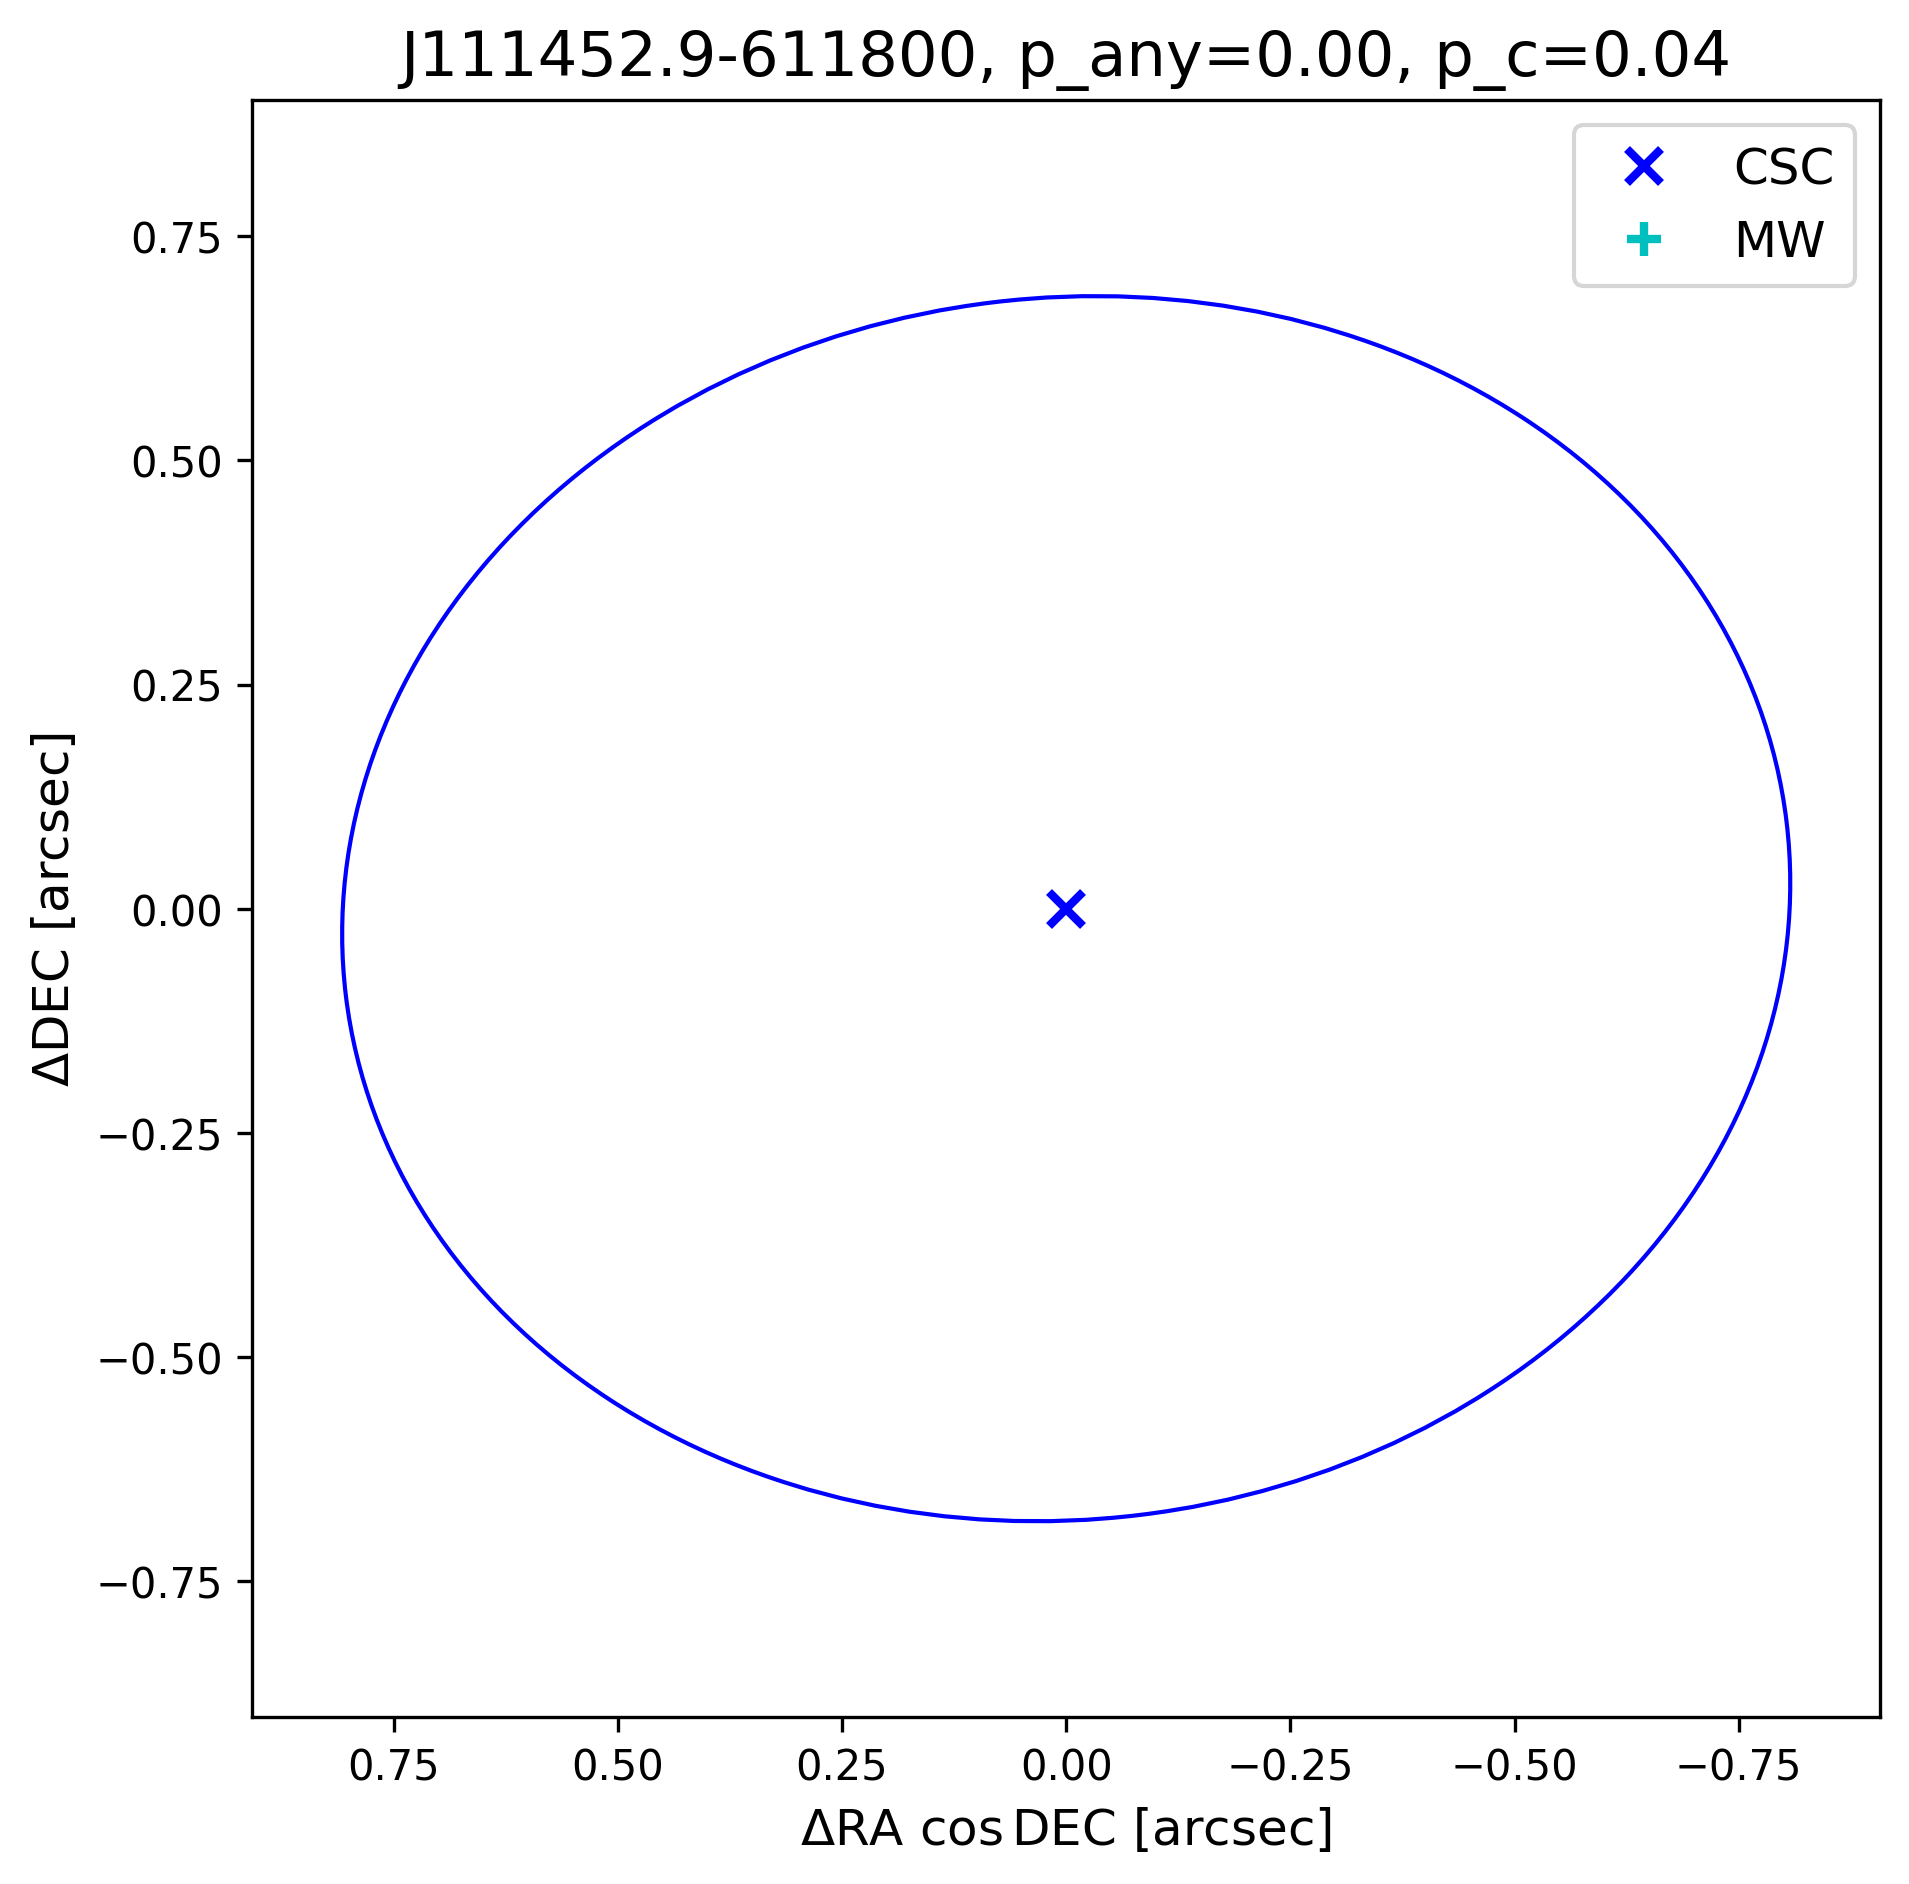 J111452.9-611800, p_any=0.00, p_c=0.04
CSC
MW
0.75
0.50
0.25
0.00
−0.25
−0.50
−0.75
ΔDEC [arcsec]
0.75 0.50 0.25 0.00 −0.25 −0.50 −0.75
ΔRA cos DEC [arcsec]